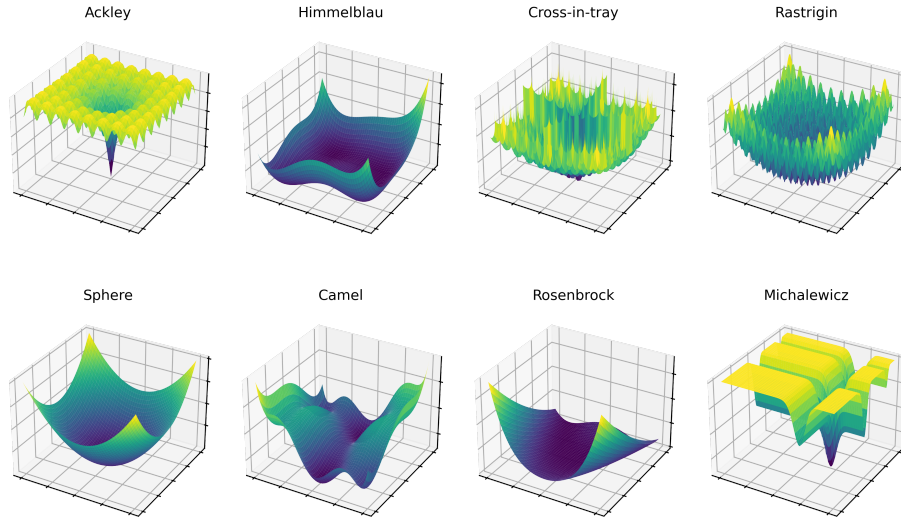 Ackley
Himmelblau
Cross-in-tray
Rastrigin
Sphere
Camel
Rosenbrock
Michalewicz